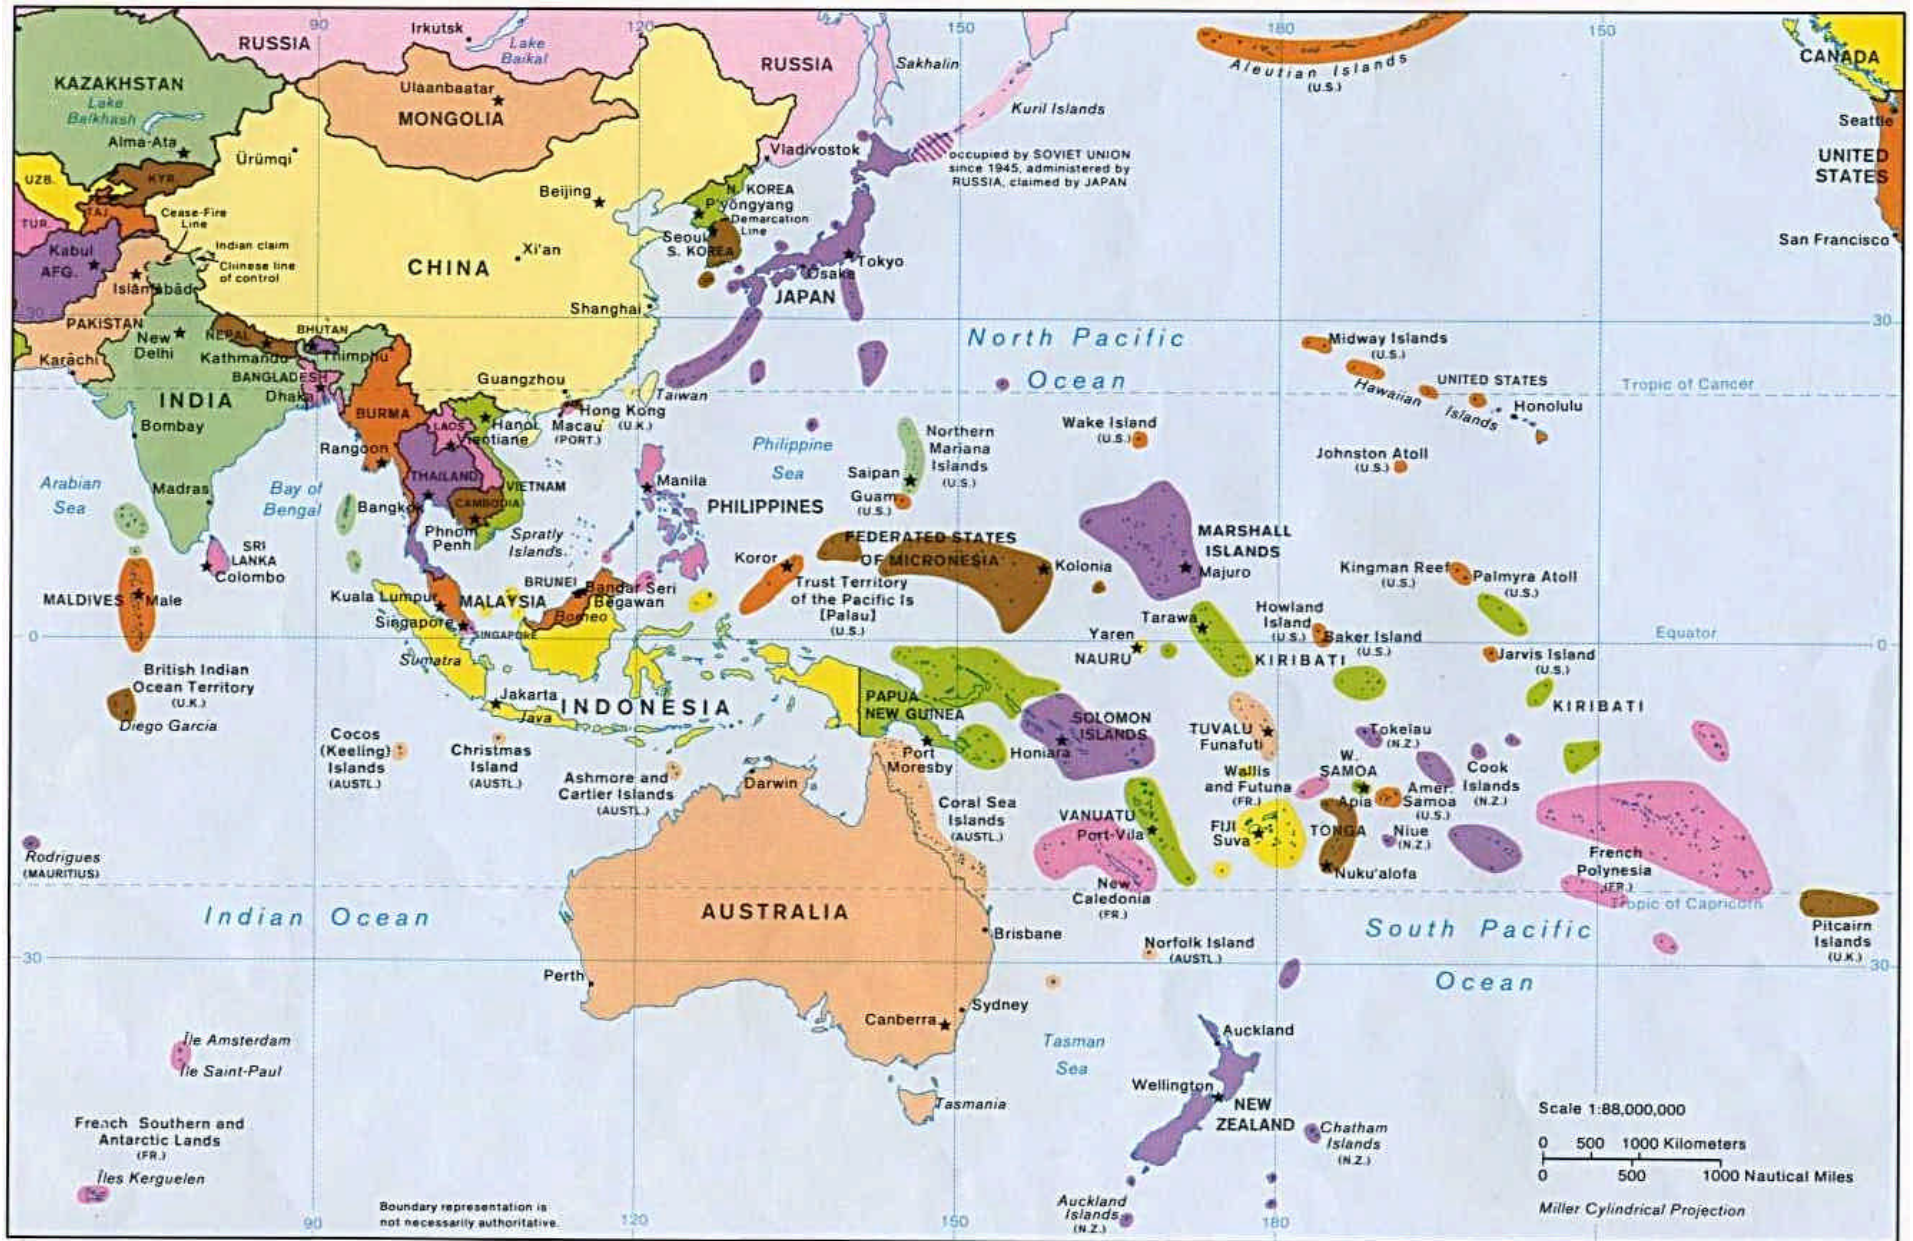 90
120
150
180
150
RUSSIA
Irkutsk
Lake
Baikal
RUSSIA
Sakhalin
Aleutian Islands
(U.S.)
CANADA
KAZAKHSTAN
Lake
Balkhash
Alma-Ata
Ulaanbaatar
MONGOLIA
Kuril Islands
Seattle
UNITED
STATES
San Francisco
Ürümqi
Vladivostok
occupied by SOVIET UNION
since 1945, administered by
RUSSIA, claimed by JAPAN
UZB.
KYR.
TAJ.
TUR.
Cease-Fire
Line
Indian claim
Chinese line
of control
Kabul
AFG.
Islāmābād
Beijing
N. KOREA
P'yŏngyang
Demarcation
Line
Seoul
S. KOREA
Xi'an
CHINA
Tokyo
Osaka
JAPAN
Shanghai
30
30
PAKISTAN
New
Delhi
NEPAL
Kathmandu
BHUTAN
Thimphu
Karāchi
BANGLADESH
Dhaka
INDIA
Bombay
BURMA
Guangzhou
Taiwan
Hong Kong
(U.K.)
Macau
(PORT.)
North Pacific
Ocean
Midway Islands
(U.S.)
Hawaiian
Islands
UNITED STATES
Honolulu
Tropic of Cancer
LAOS
Hanoi
Vientiane
Rangoon
THAILAND
VIETNAM
Philippine
Sea
Northern
Mariana
Islands
(U.S.)
Saipan
Guam
(U.S.)
Wake Island
(U.S.)
Johnston Atoll
(U.S.)
Arabian
Sea
Madras
Bay of
Bengal
Bangkok
CAMBODIA
Phnom
Penh
Spratly
Islands
Manila
PHILIPPINES
SRI
LANKA
Colombo
MALDIVES
Male
FEDERATED STATES
OF MICRONESIA
Kolonia
MARSHALL
ISLANDS
Majuro
Koror
Trust Territory
of the Pacific Is
[Palau]
(U.S.)
Kingman Reef
(U.S.)
Palmyra Atoll
(U.S.)
BRUNEI
Bandar Seri
Begawan
Kuala Lumpur
MALAYSIA
Borneo
Singapore
SINGAPORE
Sumatra
Tarawa
Yaren
NAURU
Howland
Island
(U.S.)
Baker Island
(U.S.)
KIRIBATI
Jarvis Island
(U.S.)
Equator
0
0
KIRIBATI
British Indian
Ocean Territory
(U.K.)
Diego Garcia
Jakarta
Java
INDONESIA
PAPUA
NEW GUINEA
Port
Moresby
SOLOMON
ISLANDS
Honiara
TUVALU
Funafuti
Tokelau
(N.Z.)
Cocos
(Keeling)
Islands
(AUSTL.)
Christmas
Island
(AUSTL.)
Ashmore and
Cartier Islands
(AUSTL.)
Darwin
Coral Sea
Islands
(AUSTL.)
VANUATU
Port-Vila
Wallis
and Futuna
(FR.)
W.
SAMOA
Apia
Amer.
Samoa
(U.S.)
Cook
Islands
(N.Z.)
FIJI
Suva
TONGA
Niue
(N.Z.)
Nuku'alofa
French
Polynesia
(FR.)
Rodrigues
(MAURITIUS)
New
Caledonia
(FR.)
Tropic of Capricorn
Pitcairn
Islands
(U.K.)
Indian Ocean
AUSTRALIA
Brisbane
Norfolk Island
(AUSTL.)
South Pacific
Ocean
30
30
Perth
Sydney
Canberra
Tasman
Sea
Auckland
Île Amsterdam
Île Saint-Paul
Wellington
NEW
ZEALAND
Tasmania
Chatham
Islands
(N.Z.)
French Southern and
Antarctic Lands
(FR.)
Îles Kerguelen
Auckland
Islands
(N.Z.)
Scale 1:88,000,000
0 500 1000 Kilometers
0 500 1000 Nautical Miles
Miller Cylindrical Projection
Boundary representation is
not necessarily authoritative.
90
120
150
180